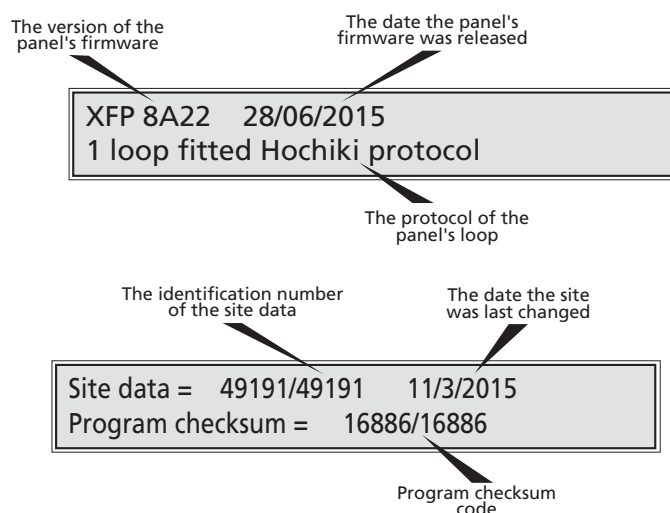 The version of the
panel's firmware
The date the panel's
firmware was released
XFP 8A22 28/06/2015
1 loop fitted Hochiki protocol
The protocol of the
panel's loop
The identification number
of the site data
The date the site
was last changed
Site data = 49191/49191 11/3/2015
Program checksum = 16886/16886
Program checksum
code